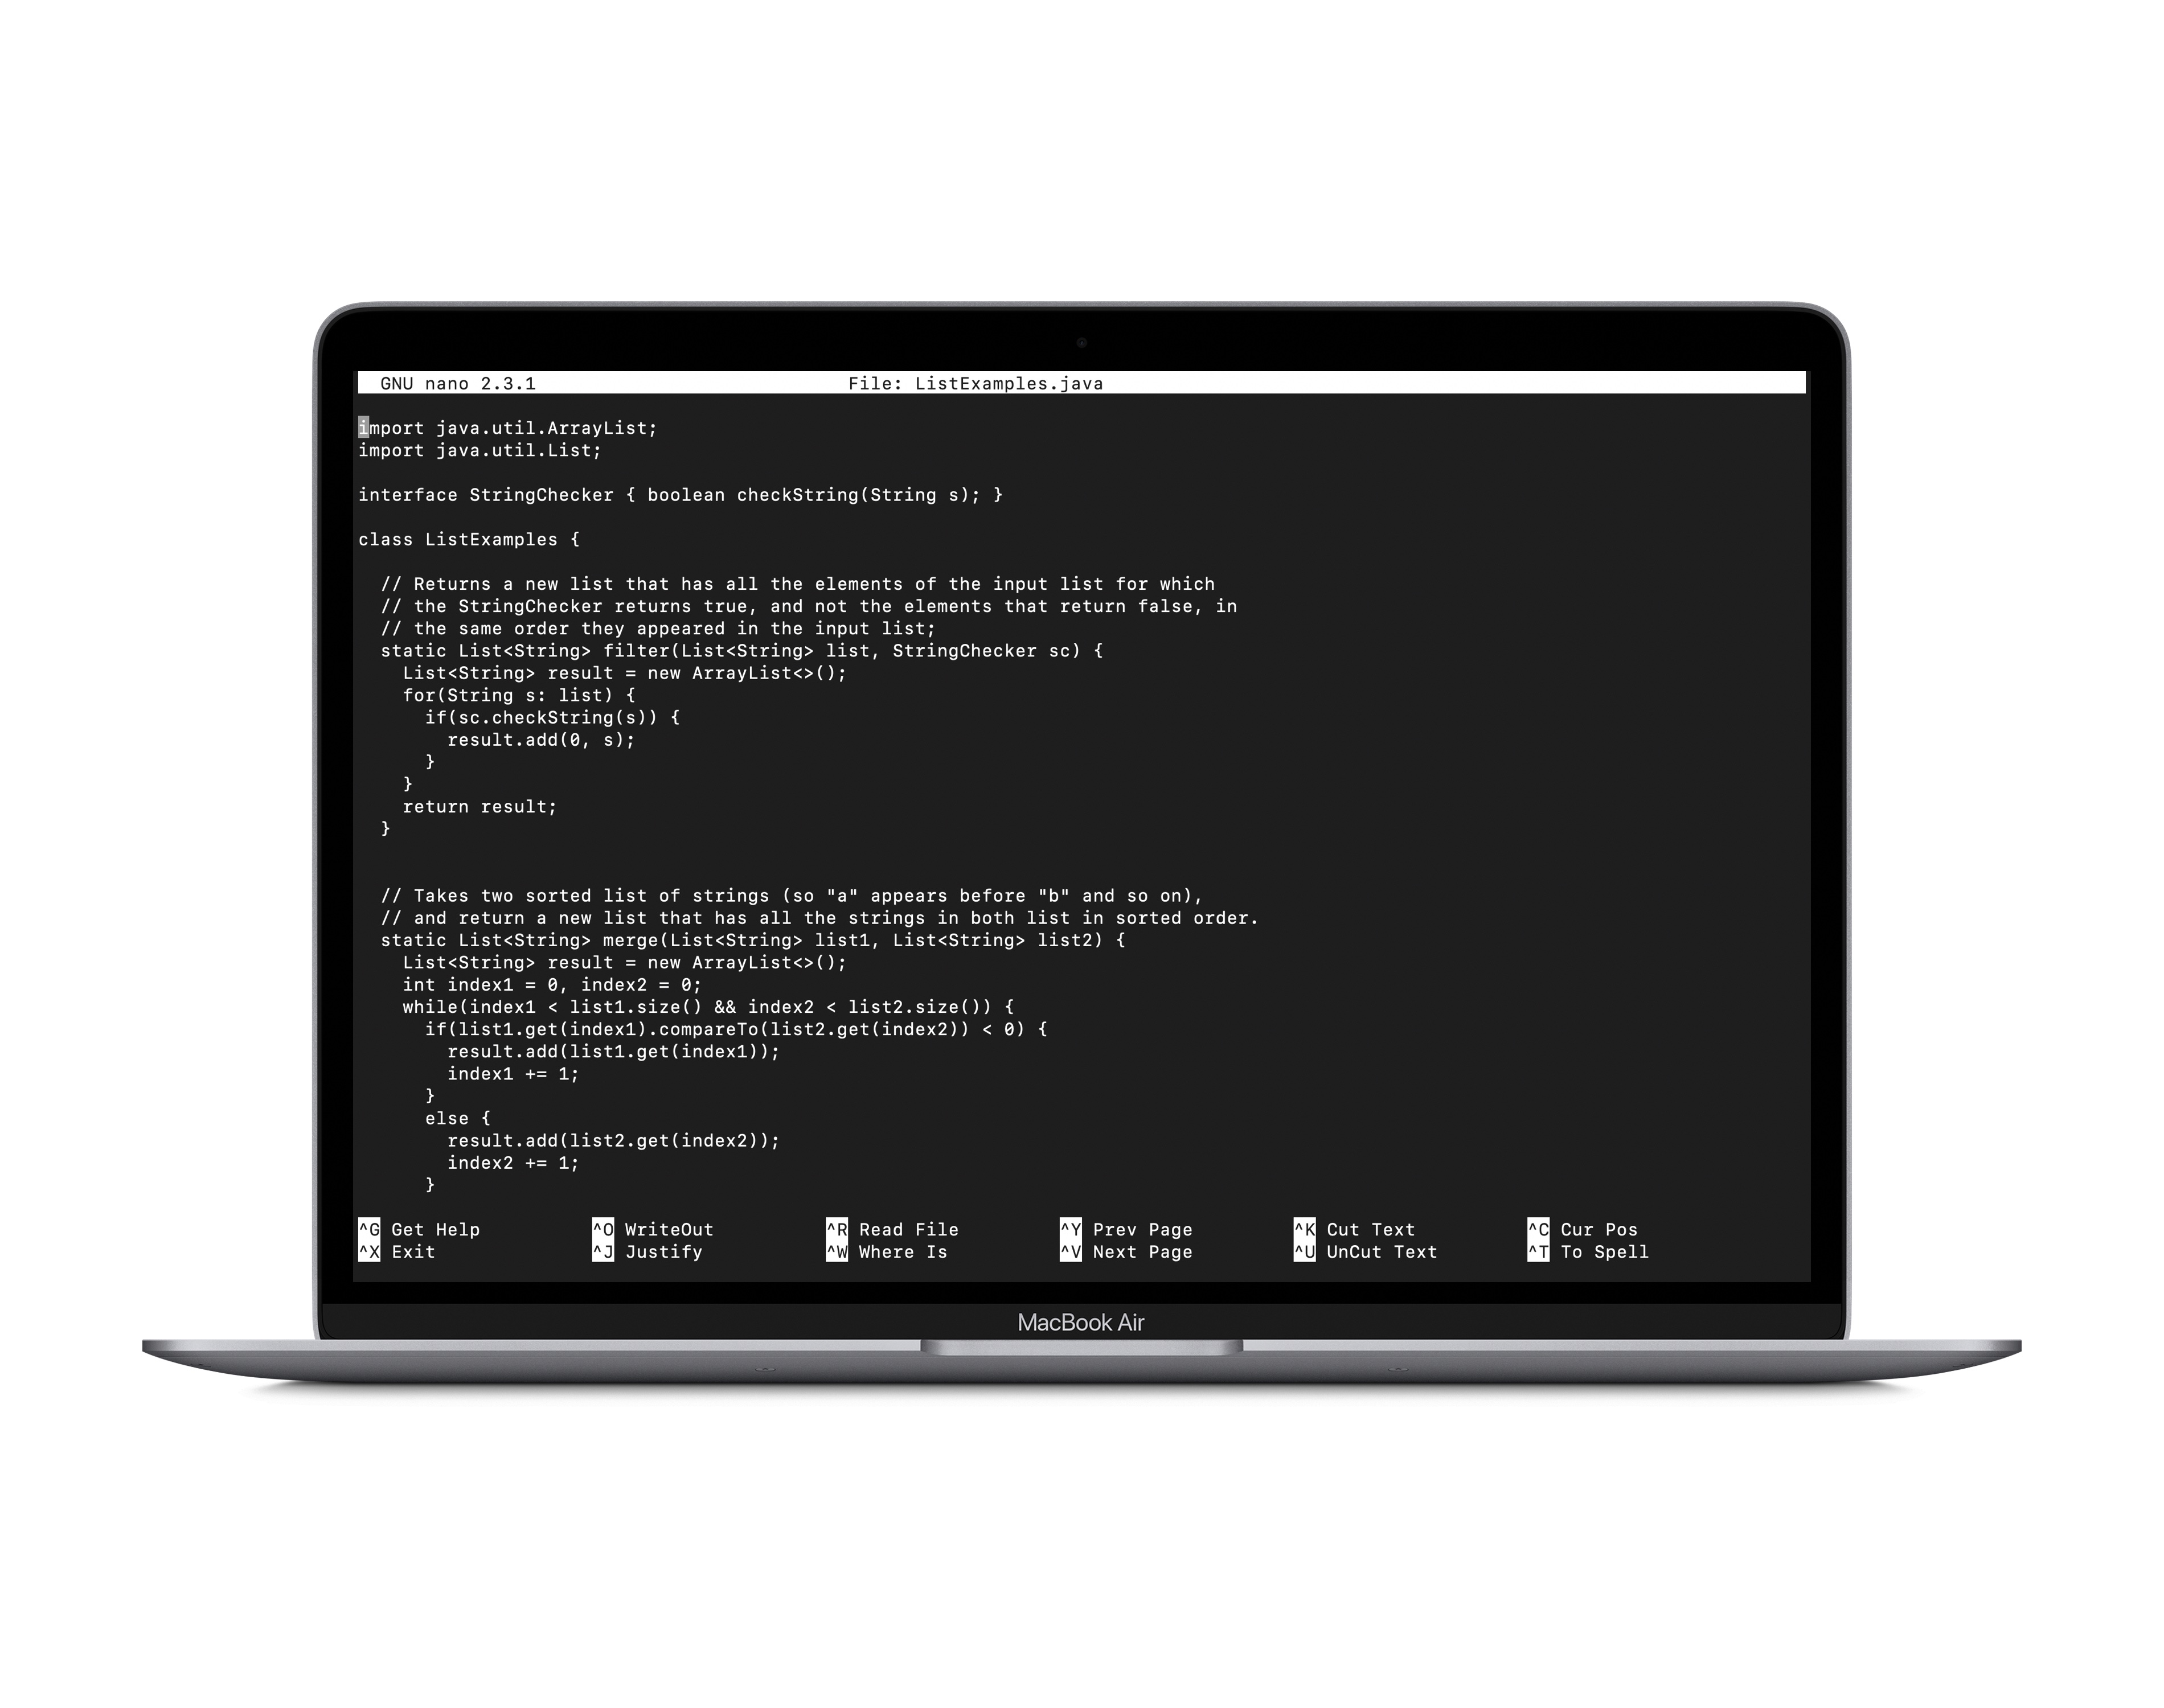 GNU nano 2.3.1 File: ListExamples.java
import java.util.ArrayList;
import java.util.List;
interface StringChecker { boolean checkString(String s); }
class ListExamples {
  // Returns a new list that has all the elements of the input list for which
  // the StringChecker returns true, and not the elements that return false, in
  // the same order they appeared in the input list;
  static List<String> filter(List<String> list, StringChecker sc) {
    List<String> result = new ArrayList<>();
    for(String s: list) {
      if(sc.checkString(s)) {
        result.add(0, s);
      }
    }
    return result;
  }
  // Takes two sorted list of strings (so "a" appears before "b" and so on),
  // and return a new list that has all the strings in both list in sorted order.
  static List<String> merge(List<String> list1, List<String> list2) {
    List<String> result = new ArrayList<>();
    int index1 = 0, index2 = 0;
    while(index1 < list1.size() && index2 < list2.size()) {
      if(list1.get(index1).compareTo(list2.get(index2)) < 0) {
        result.add(list1.get(index1));
        index1 += 1;
      }
      else {
        result.add(list2.get(index2));
        index2 += 1;
      }
^G Get Help ^O WriteOut ^R Read File ^Y Prev Page ^K Cut Text ^C Cur Pos
^X Exit ^J Justify ^W Where Is ^V Next Page ^U UnCut Text ^T To Spell
MacBook Air